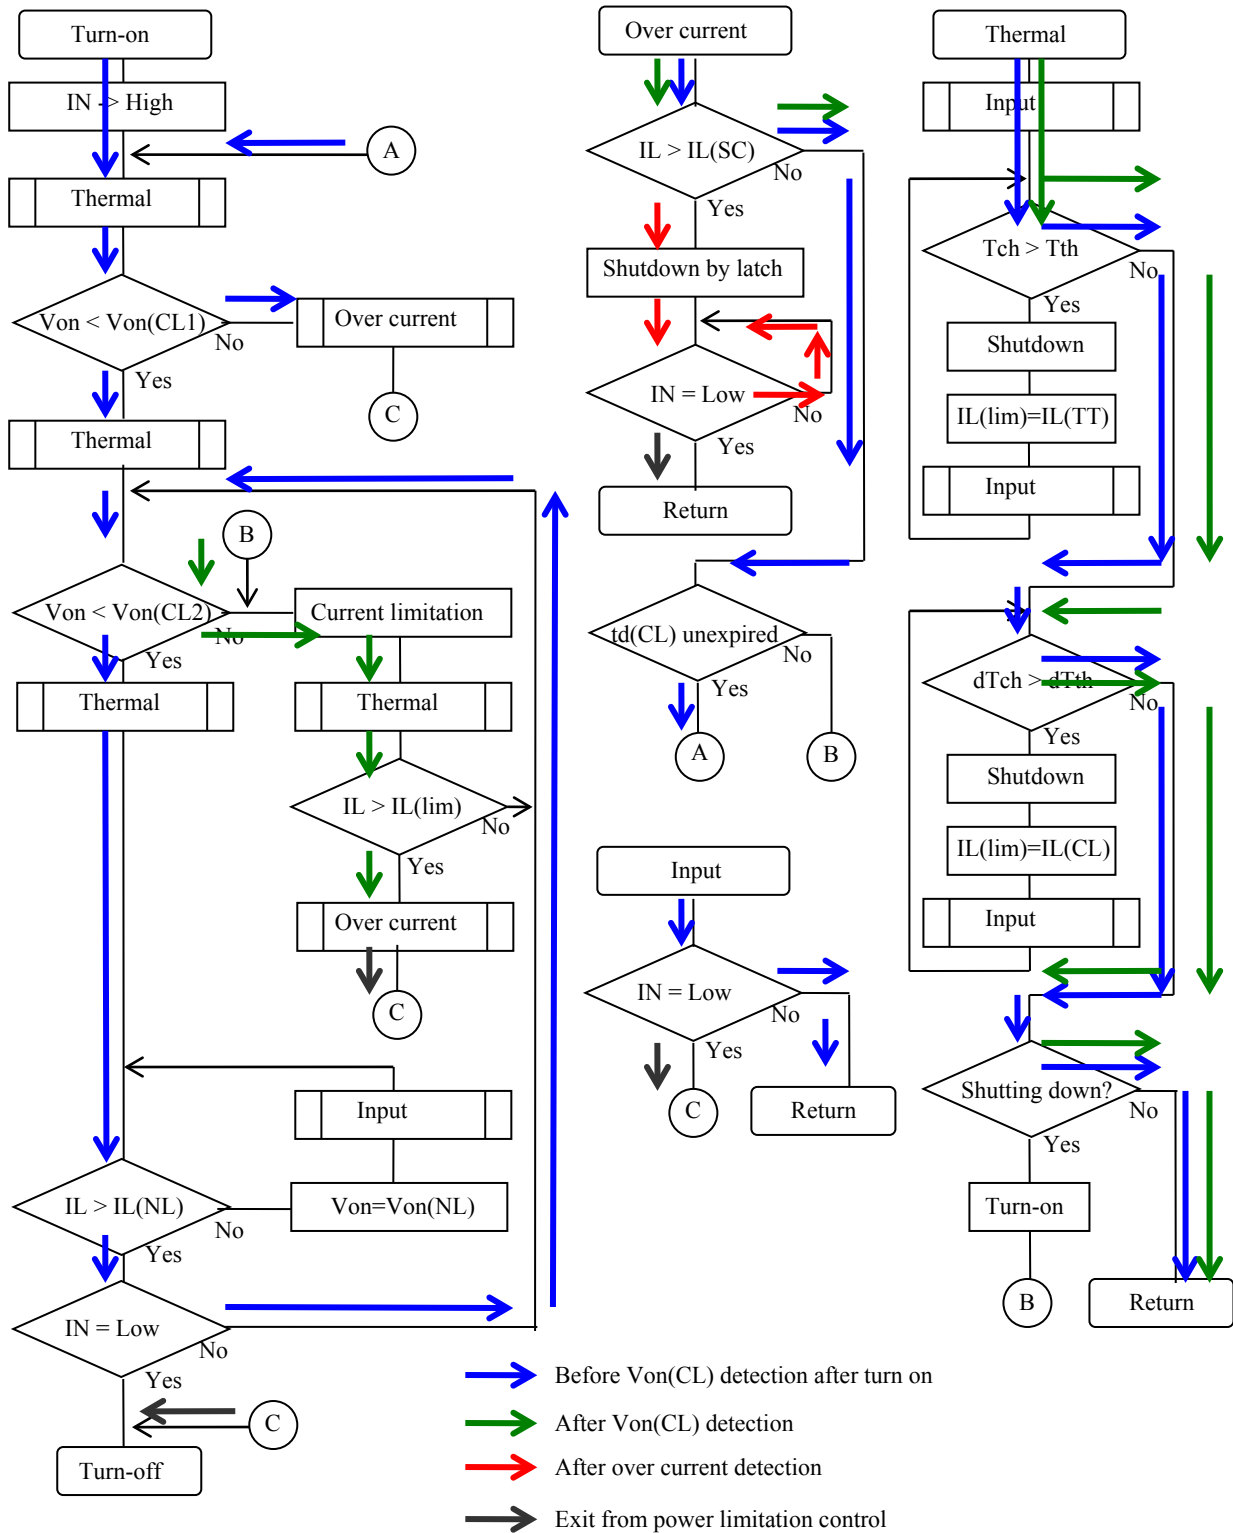 Turn-on
IN -> High
A
Thermal
Von < Von(CL1)
No
Yes
Over current
C
Thermal
B
Von < Von(CL2)
No
Yes
Current limitation
Thermal
Thermal
IL > IL(lim)
No
Yes
Over current
C
Input
IL > IL(NL)
No
Yes
Von=Von(NL)
IN = Low
No
Yes
C
Turn-off
Over current
IL > IL(SC)
No
Yes
Shutdown by latch
IN = Low
No
Yes
Return
td(CL) unexpired
No
Yes
A
B
Input
IN = Low
No
Yes
C
Return
Thermal
Input
Tch > Tth
No
Yes
Shutdown
IL(lim)=IL(TT)
Input
dTch > dTth
No
Yes
Shutdown
IL(lim)=IL(CL)
Input
Shutting down?
No
Yes
Turn-on
B
Return
Before Von(CL) detection after turn on
After Von(CL) detection
After over current detection
Exit from power limitation control